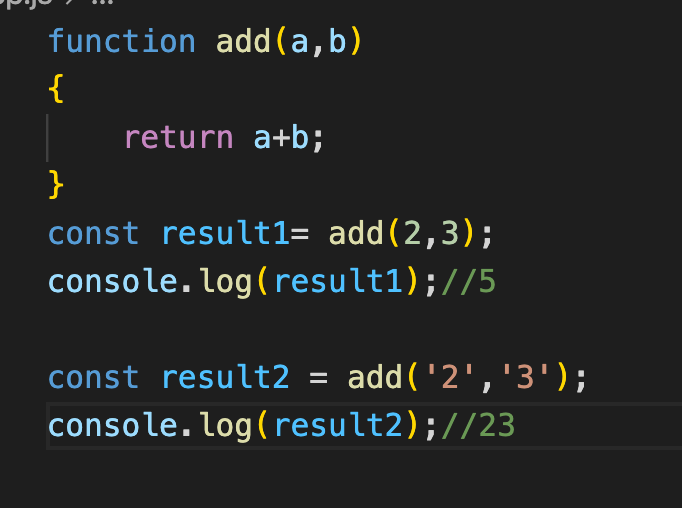 function add(a,b)
{
    return a+b;
}
const result1= add(2,3);
console.log(result1);//5

const result2 = add('2','3');
console.log(result2);//23